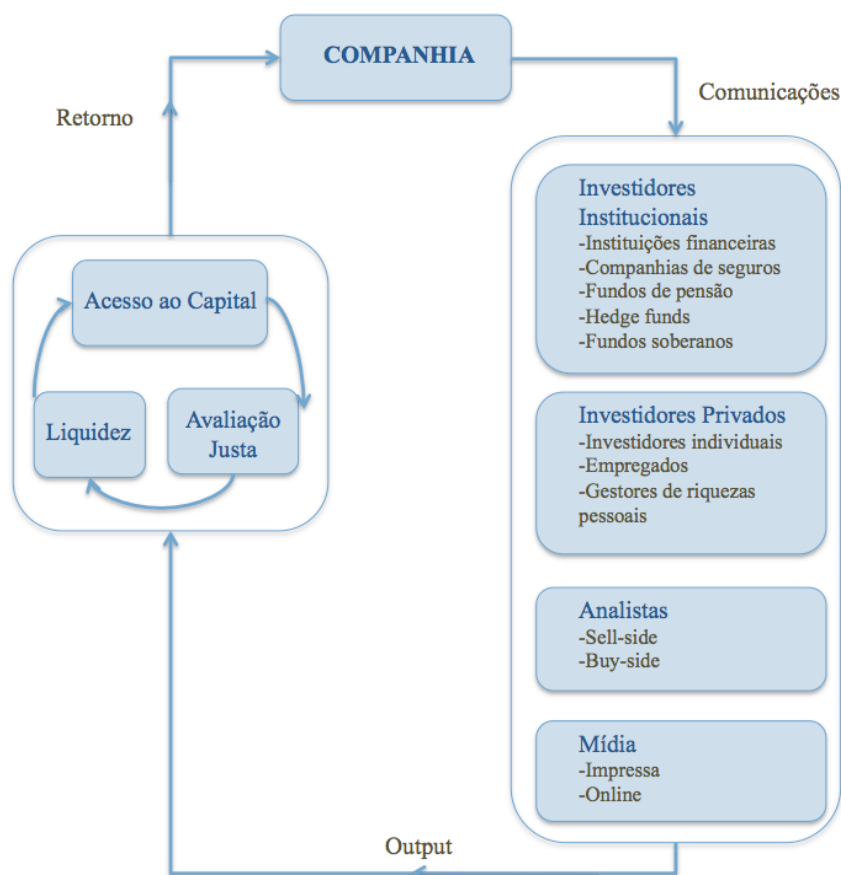 COMPANHIA
Comunicações
Retorno
Investidores
Institucionais
-Instituições financeiras
-Companhias de seguros
-Fundos de pensão
-Hedge funds
-Fundos soberanos
Investidores Privados
-Investidores individuais
-Empregados
-Gestores de riquezas
pessoais
Analistas
-Sell-side
-Buy-side
Mídia
-Impressa
-Online
Output
Acesso ao Capital
Avaliação
Justa
Liquidez